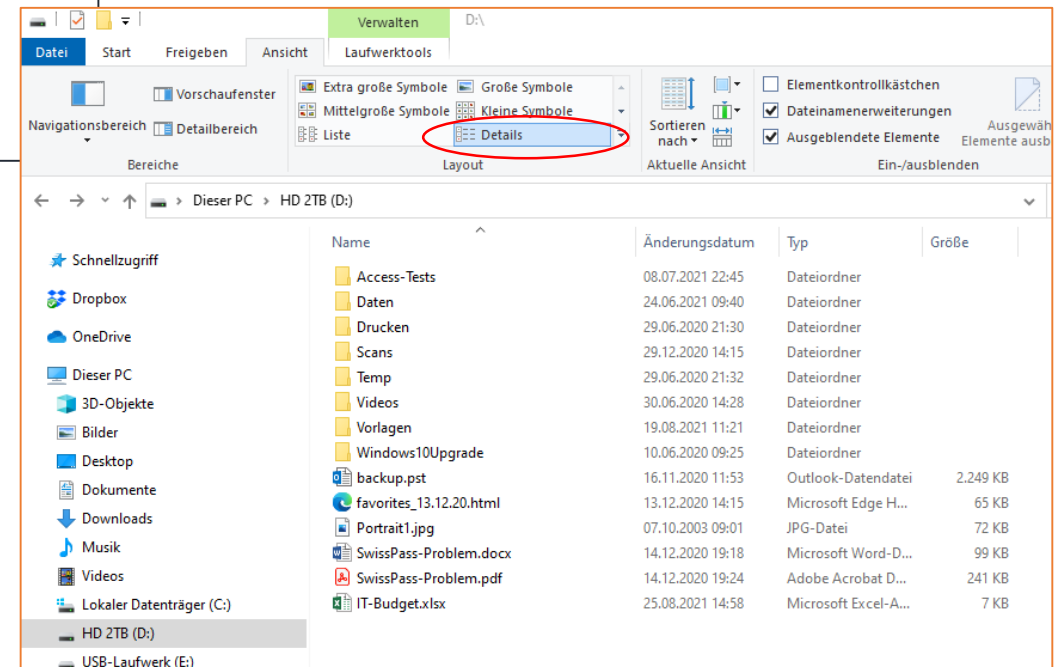 Verwalten D:\
Datei Start Freigeben Ansicht Laufwerktools
Navigationsbereich
Vorschaufenster
Detailbereich
Bereiche
Extra große Symbole Große Symbole
Mittelgroße Symbole Kleine Symbole
Liste Details
Layout
Sortieren
nach
Aktuelle Ansicht
Elementkontrollkästchen
Dateinamenerweiterungen
Ausgeblendete Elemente
Ausgewäh
Elemente ausb
Ein-/ausblenden
Dieser PC > HD 2TB (D:)
Schnellzugriff
Dropbox
OneDrive
Dieser PC
3D-Objekte
Bilder
Desktop
Dokumente
Downloads
Musik
Videos
Lokaler Datenträger (C:)
HD 2TB (D:)
USB-Laufwerk (E:)
Name Änderungsdatum Typ Größe
Access-Tests 08.07.2021 22:45 Dateiordner
Daten 24.06.2021 09:40 Dateiordner
Drucken 29.06.2020 21:30 Dateiordner
Scans 29.12.2020 14:15 Dateiordner
Temp 29.06.2020 21:32 Dateiordner
Videos 30.06.2020 14:28 Dateiordner
Vorlagen 19.08.2021 11:21 Dateiordner
Windows10Upgrade 10.06.2020 09:25 Dateiordner
backup.pst 16.11.2020 11:53 Outlook-Datendatei 2.249 KB
favorites_13.12.20.html 13.12.2020 14:15 Microsoft Edge H... 65 KB
Portrait1.jpg 07.10.2003 09:01 JPG-Datei 72 KB
SwissPass-Problem.docx 14.12.2020 19:18 Microsoft Word-D... 99 KB
SwissPass-Problem.pdf 14.12.2020 19:24 Adobe Acrobat D... 241 KB
IT-Budget.xlsx 25.08.2021 14:58 Microsoft Excel-A... 7 KB